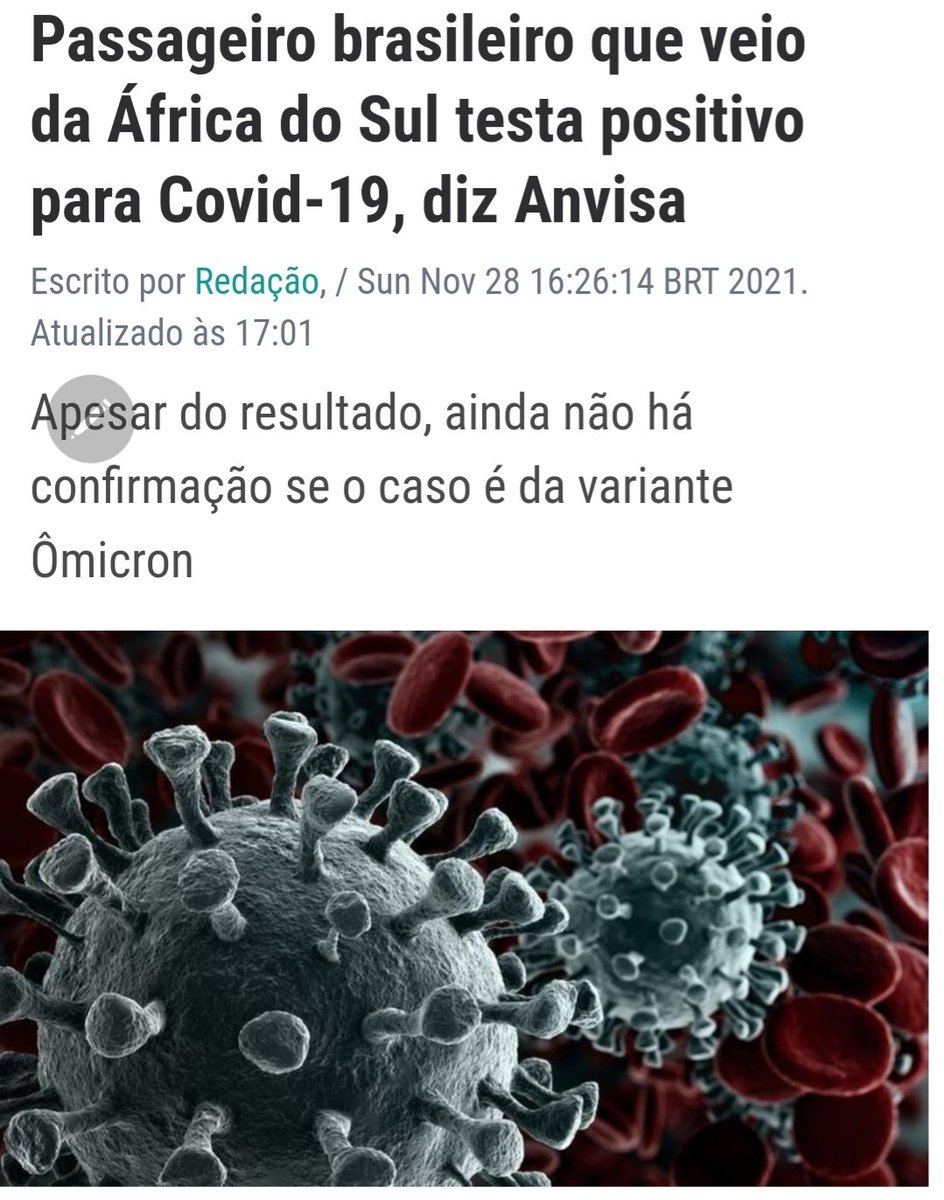 Passageiro brasileiro que veio
da África do Sul testa positivo
para Covid-19, diz Anvisa
Escrito por Redação, / Sun Nov 28 16:26:14 BRT 2021.
Atualizado às 17:01
Apesar do resultado, ainda não há
confirmação se o caso é da variante
Ômicron